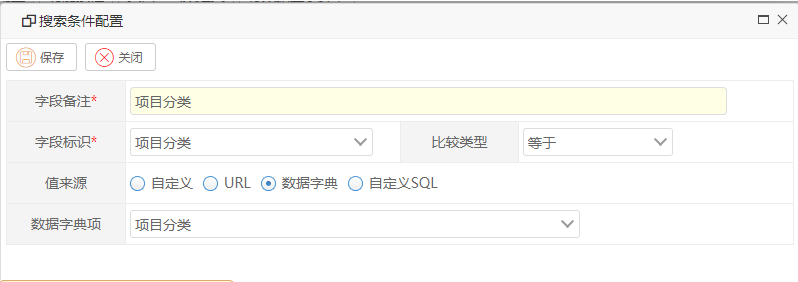 搜索条件配置
保存 关闭
字段备注* 项目分类
字段标识* 项目分类 比较类型 等于
值来源 自定义 URL 数据字典 自定义SQL
数据字典项 项目分类